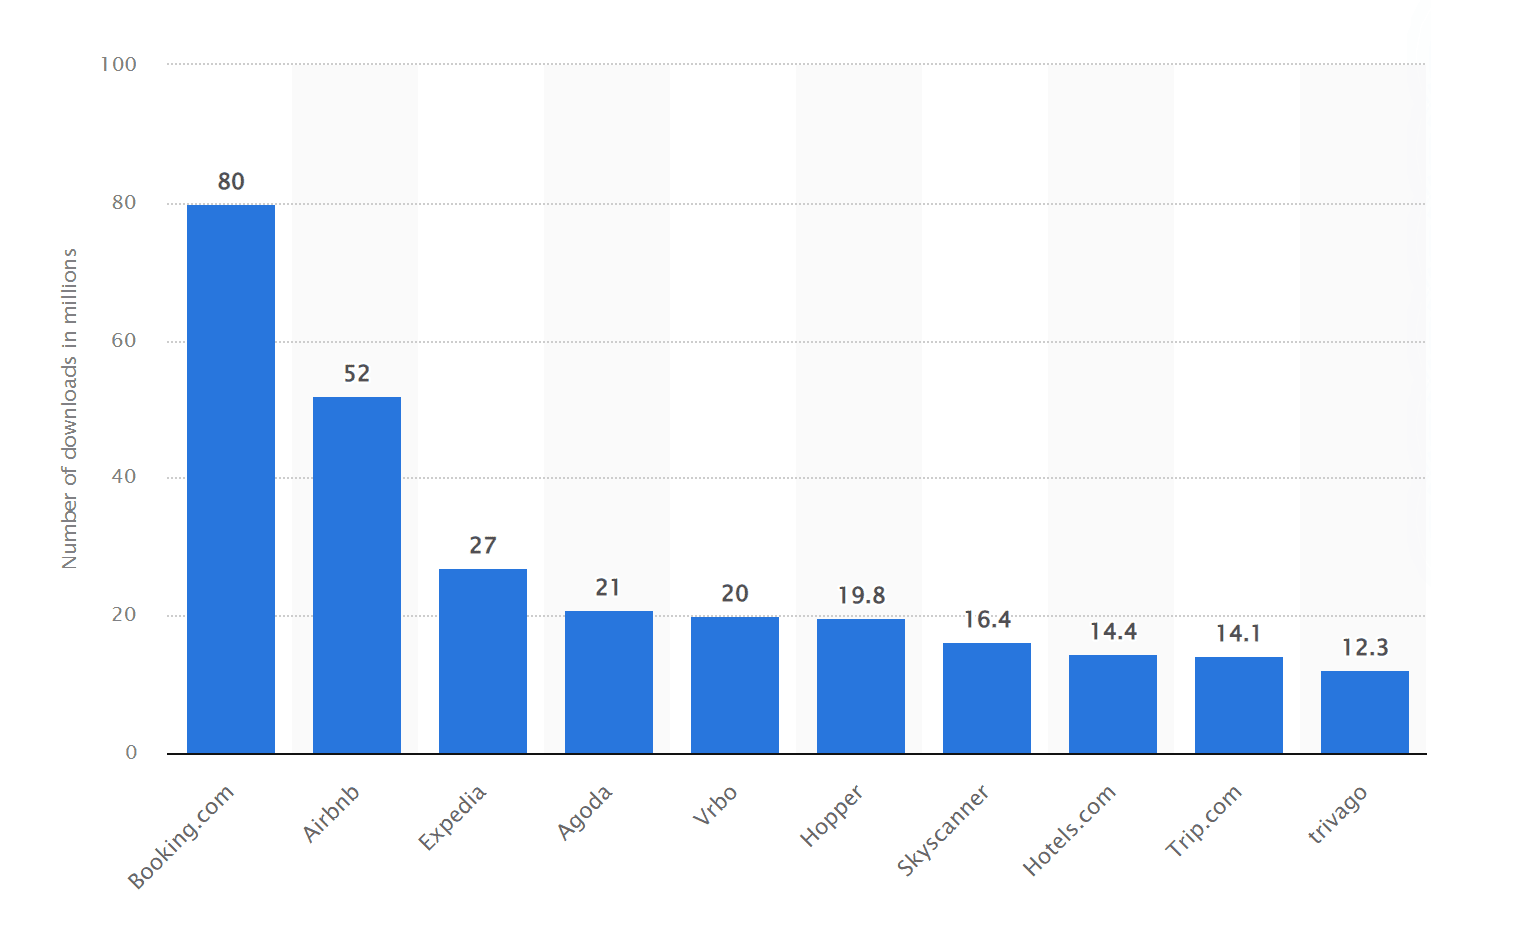 Number of downloads in millions
100
80
60
40
20
0
80
52
27
21
20
19.8
16.4
14.4
14.1
12.3
Booking.com
Airbnb
Expedia
Agoda
Vrbo
Hopper
Skyscanner
Hotels.com
Trip.com
trivago